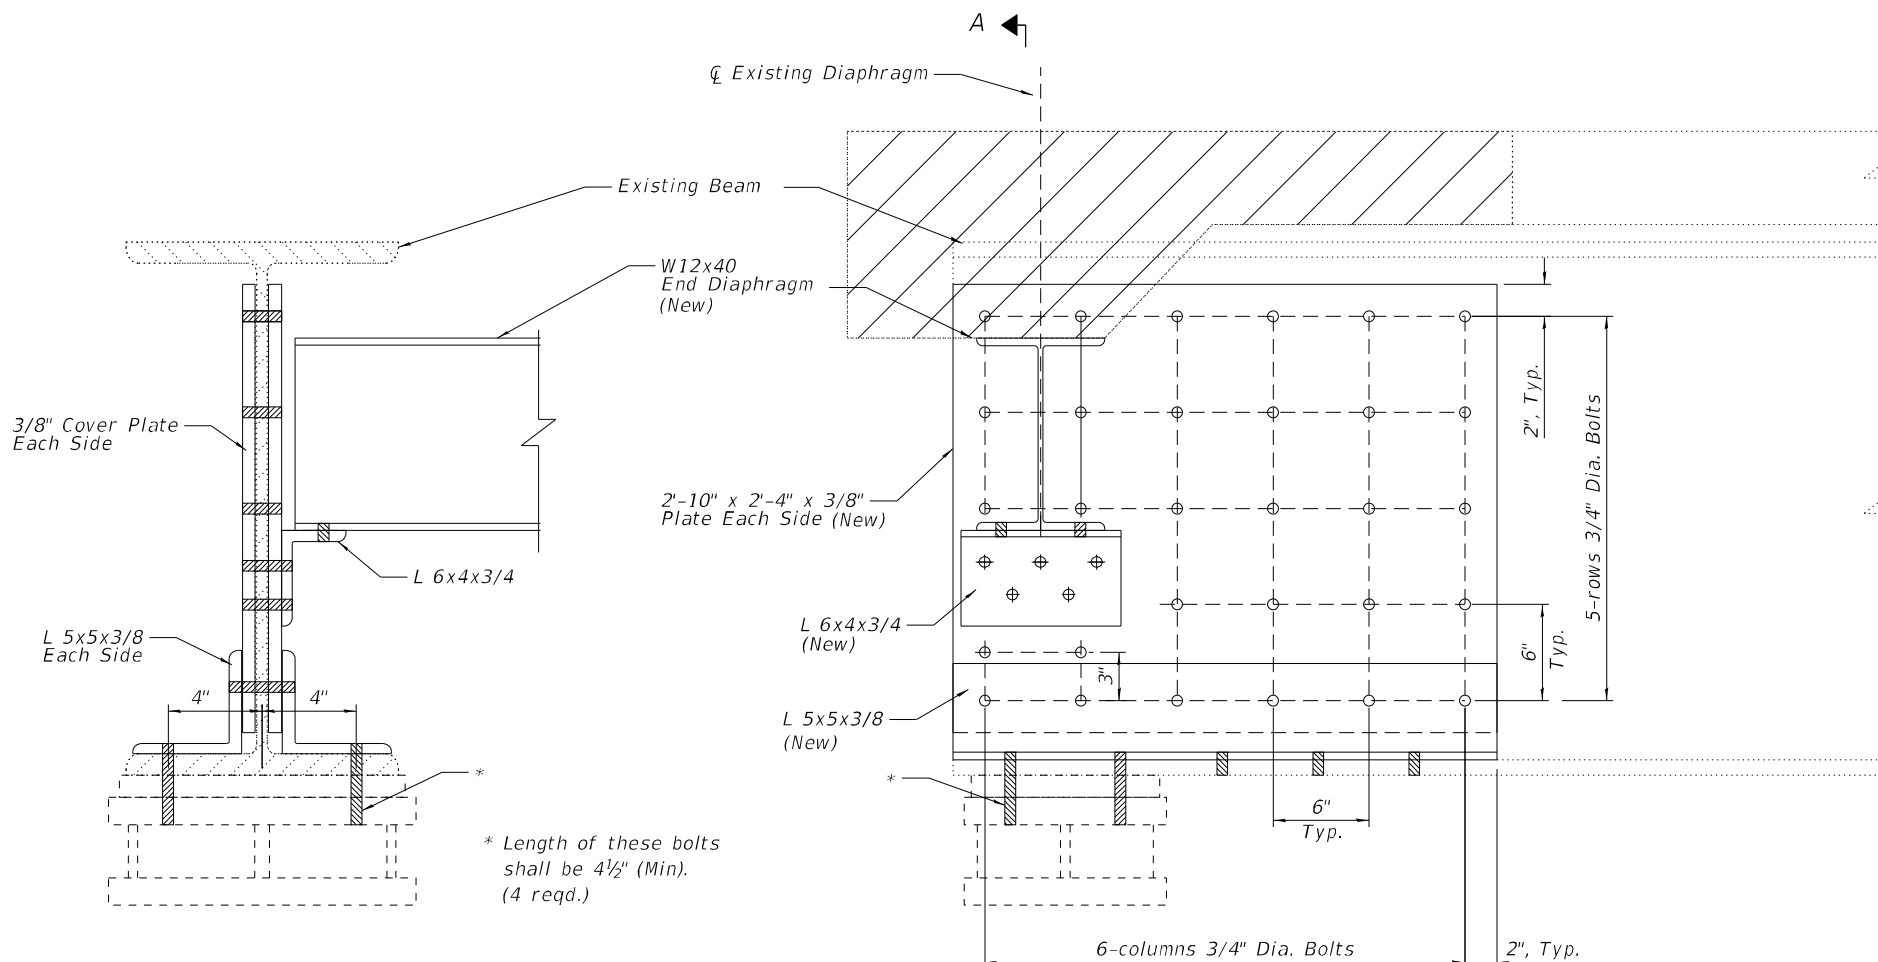 A
℄ Existing Diaphragm
Existing Beam
W12x40
End Diaphragm
(New)
3/8" Cover Plate
Each Side
2'-10" x 2'-4" x 3/8"
Plate Each Side (New)
L 6x4x3/4
L 5x5x3/8
Each Side
4"
4"
*
* Length of these bolts
shall be 4½" (Min).
(4 reqd.)
L 6x4x3/4
(New)
L 5x5x3/8
(New)
*
3"
2", Typ.
5-rows 3/4" Dia. Bolts
6"
Typ.
6"
Typ.
6-columns 3/4" Dia. Bolts
2", Typ.